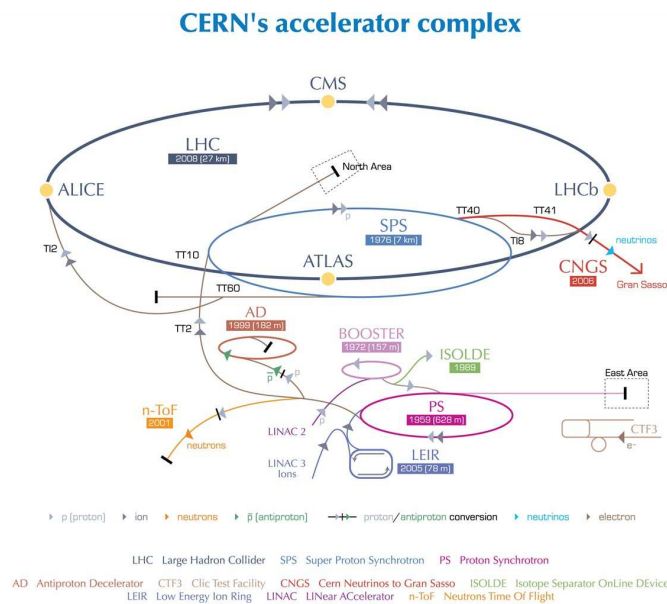 CERN's accelerator complex
CMS
LHC
2008 (27 km)
North Area
ALICE
LHCb
TT40
TT41
SPS
1976 (7 km)
p
TI8
TI2
TT10
neutrinos
ATLAS
CNGS
2006
Gran Sasso
TT60
AD
1999 (182 m)
TT2
BOOSTER
1972 (157 m)
ISOLDE
1989
East Area
p̄
p
n-ToF
2001
neutrons
LINAC 2
p
PS
1959 (628 m)
CTF3
e-
LINAC 3
Ions
LEIR
2005 (78 m)
p (proton) ion neutrons p̄ (antiproton) proton/antiproton conversion neutrinos electron
LHC Large Hadron Collider SPS Super Proton Synchrotron PS Proton Synchrotron
AD Antiproton Decelerator CTF3 Clic Test Facility CNGS Cern Neutrinos to Gran Sasso ISOLDE Isotope Separator OnLine DEvice
LEIR Low Energy Ion Ring LINAC LINear ACcelerator n-ToF Neutrons Time Of Flight